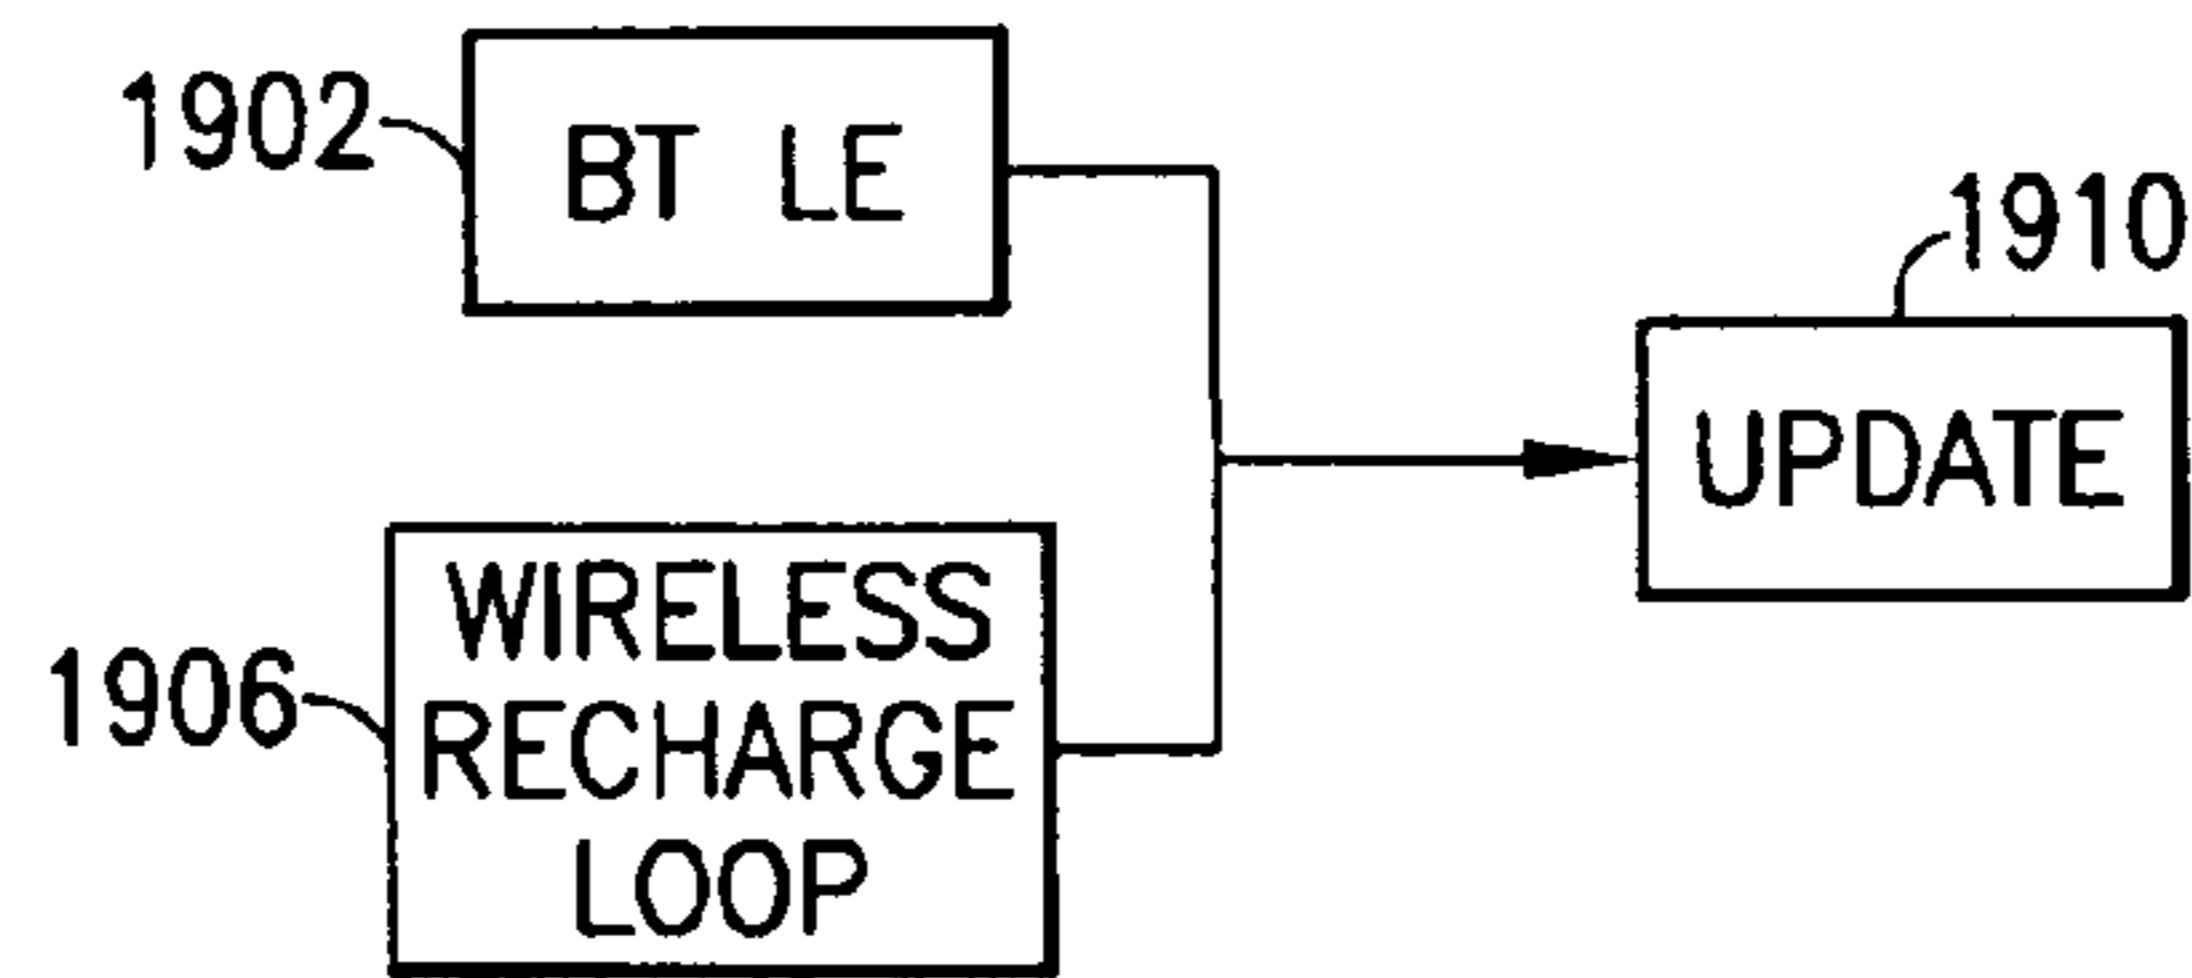 1902
BT LE
1910
UPDATE
1906
WIRELESS
RECHARGE
LOOP